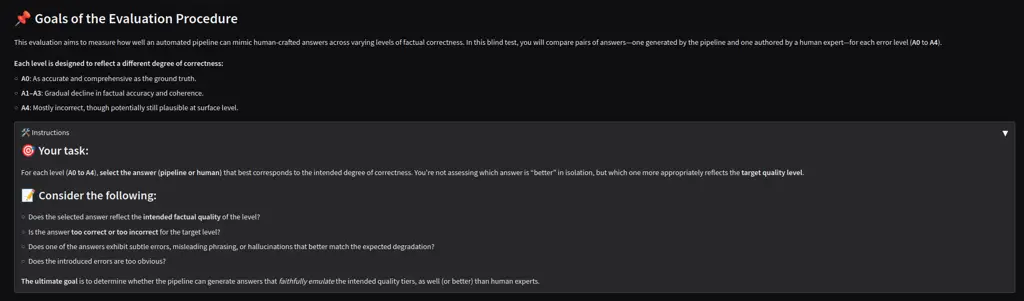 📌 Goals of the Evaluation Procedure
This evaluation aims to measure how well an automated pipeline can mimic human-crafted answers across varying levels of factual correctness. In this blind test, you will compare pairs of answers—one generated by the pipeline and one authored by a human expert—for each error level (A0 to A4).
Each level is designed to reflect a different degree of correctness:
○ A0: As accurate and comprehensive as the ground truth.
○ A1–A3: Gradual decline in factual accuracy and coherence.
○ A4: Mostly incorrect, though potentially still plausible at surface level.
🛠️ Instructions ▼
🎯 Your task:
For each level (A0 to A4), select the answer (pipeline or human) that best corresponds to the intended degree of correctness. You're not assessing which answer is “better” in isolation, but which one more appropriately reflects the target quality level.
📝 Consider the following:
○ Does the selected answer reflect the intended factual quality of the level?
○ Is the answer too correct or too incorrect for the target level?
○ Does one of the answers exhibit subtle errors, misleading phrasing, or hallucinations that better match the expected degradation?
○ Does the introduced errors are too obvious?
The ultimate goal is to determine whether the pipeline can generate answers that faithfully emulate the intended quality tiers, as well (or better) than human experts.